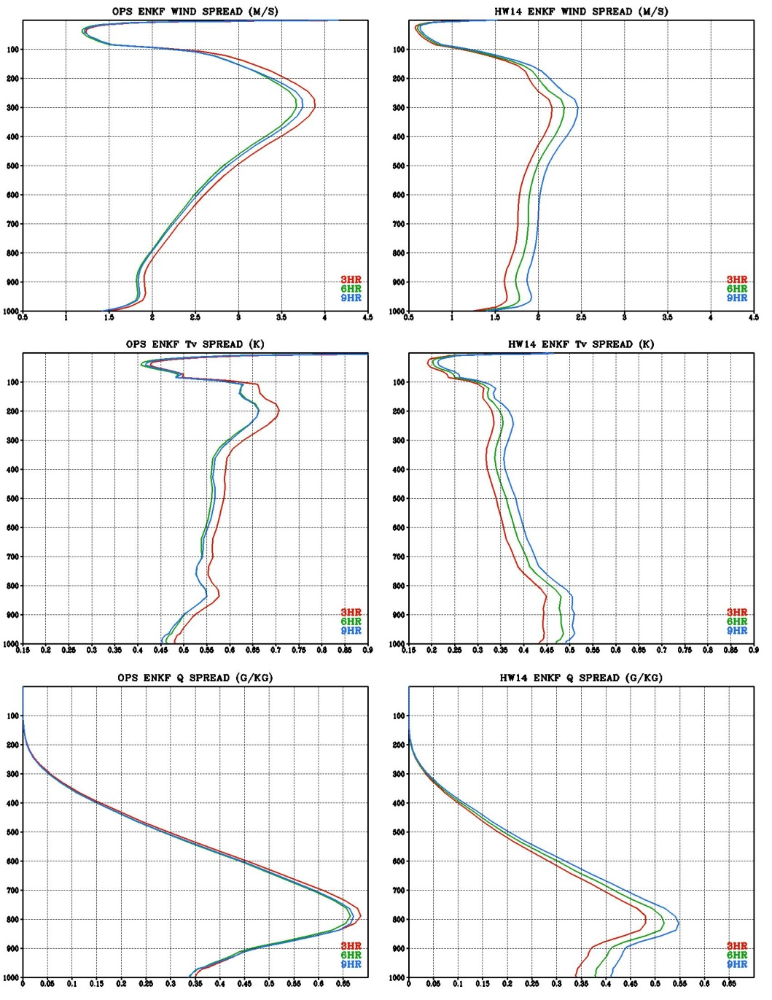 OPS ENKF WIND SPREAD (M/S)
100
200
300
400
500
600
700
800
900
1000
0.5 1 1.5 2 2.5 3 3.5 4 4.5
3HR
6HR
9HR
HW14 ENKF WIND SPREAD (M/S)
100
200
300
400
500
600
700
800
900
1000
0.5 1 1.5 2 2.5 3 3.5 4 4.5
3HR
6HR
9HR
OPS ENKF Tv SPREAD (K)
100
200
300
400
500
600
700
800
900
1000
0.15 0.2 0.25 0.3 0.35 0.4 0.45 0.5 0.55 0.6 0.65 0.7 0.75 0.8 0.85 0.9
3HR
6HR
9HR
HW14 ENKF Tv SPREAD (K)
100
200
300
400
500
600
700
800
900
1000
0.15 0.2 0.25 0.3 0.35 0.4 0.45 0.5 0.55 0.6 0.65 0.7 0.75 0.8 0.85 0.9
3HR
6HR
9HR
OPS ENKF Q SPREAD (G/KG)
100
200
300
400
500
600
700
800
900
1000
0 0.05 0.1 0.15 0.2 0.25 0.3 0.35 0.4 0.45 0.5 0.55 0.6 0.65
3HR
6HR
9HR
HW14 ENKF Q SPREAD (G/KG)
100
200
300
400
500
600
700
800
900
1000
0 0.05 0.1 0.15 0.2 0.25 0.3 0.35 0.4 0.45 0.5 0.55 0.6 0.65
3HR
6HR
9HR